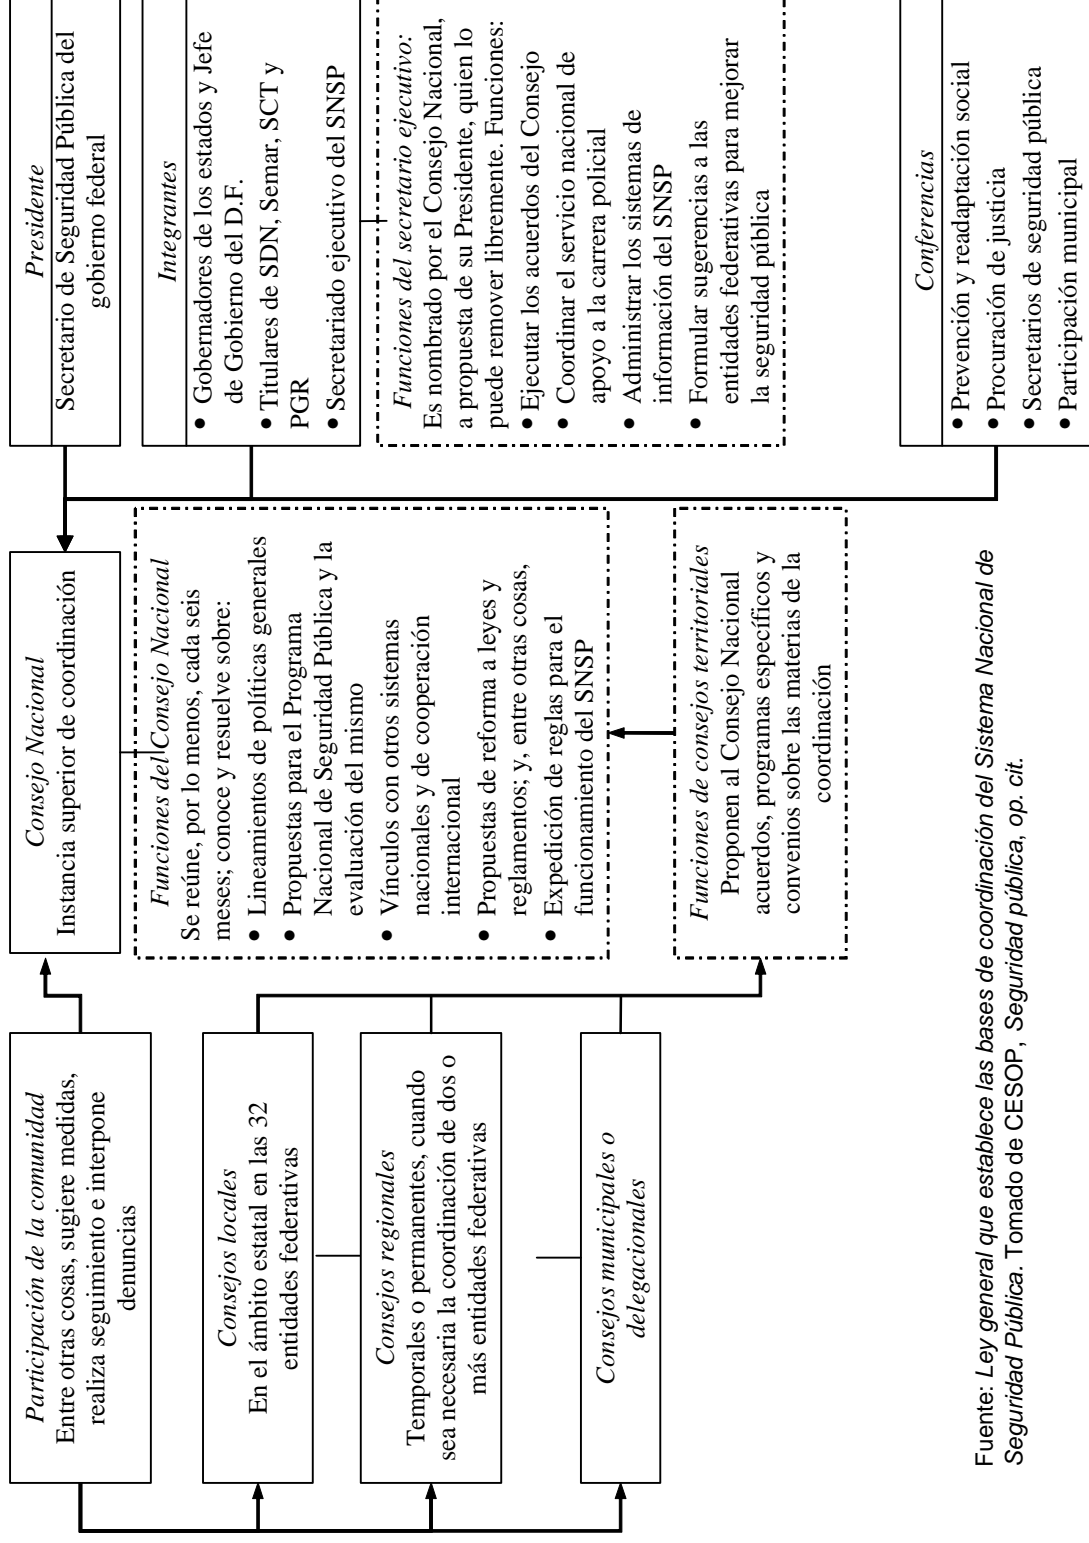 Participación de la comunidad
Entre otras cosas, sugiere medidas,
realiza seguimiento e interpone
denuncias
Consejos locales
En el ámbito estatal en las 32
entidades federativas
Consejos regionales
Temporales o permanentes, cuando
sea necesaria la coordinación de dos o
más entidades federativas
Consejos municipales o
delegacionales
Consejo Nacional
Instancia superior de coordinación
Funciones del Consejo Nacional
Se reúne, por lo menos, cada seis
meses; conoce y resuelve sobre:
• Lineamientos de políticas generales
• Propuestas para el Programa
Nacional de Seguridad Pública y la
evaluación del mismo
• Vínculos con otros sistemas
nacionales y de cooperación
internacional
• Propuestas de reforma a leyes y
reglamentos; y, entre otras cosas,
• Expedición de reglas para el
funcionamiento del SNSP
Funciones de consejos territoriales
Proponen al Consejo Nacional
acuerdos, programas específicos y
convenios sobre las materias de la
coordinación
Presidente
Secretario de Seguridad Pública del
gobierno federal
Integrantes
• Gobernadores de los estados y Jefe
de Gobierno del D.F.
• Titulares de SDN, Semar, SCT y
PGR
• Secretariado ejecutivo del SNSP
Funciones del secretario ejecutivo:
Es nombrado por el Consejo Nacional,
a propuesta de su Presidente, quien lo
puede remover libremente. Funciones:
• Ejecutar los acuerdos del Consejo
• Coordinar el servicio nacional de
apoyo a la carrera policial
• Administrar los sistemas de
información del SNSP
• Formular sugerencias a las
entidades federativas para mejorar
la seguridad pública
Conferencias
• Prevención y readaptación social
• Procuración de justicia
• Secretarios de seguridad pública
• Participación municipal
Fuente: Ley general que establece las bases de coordinación del Sistema Nacional de
Seguridad Pública. Tomado de CESOP, Seguridad pública, op. cit.